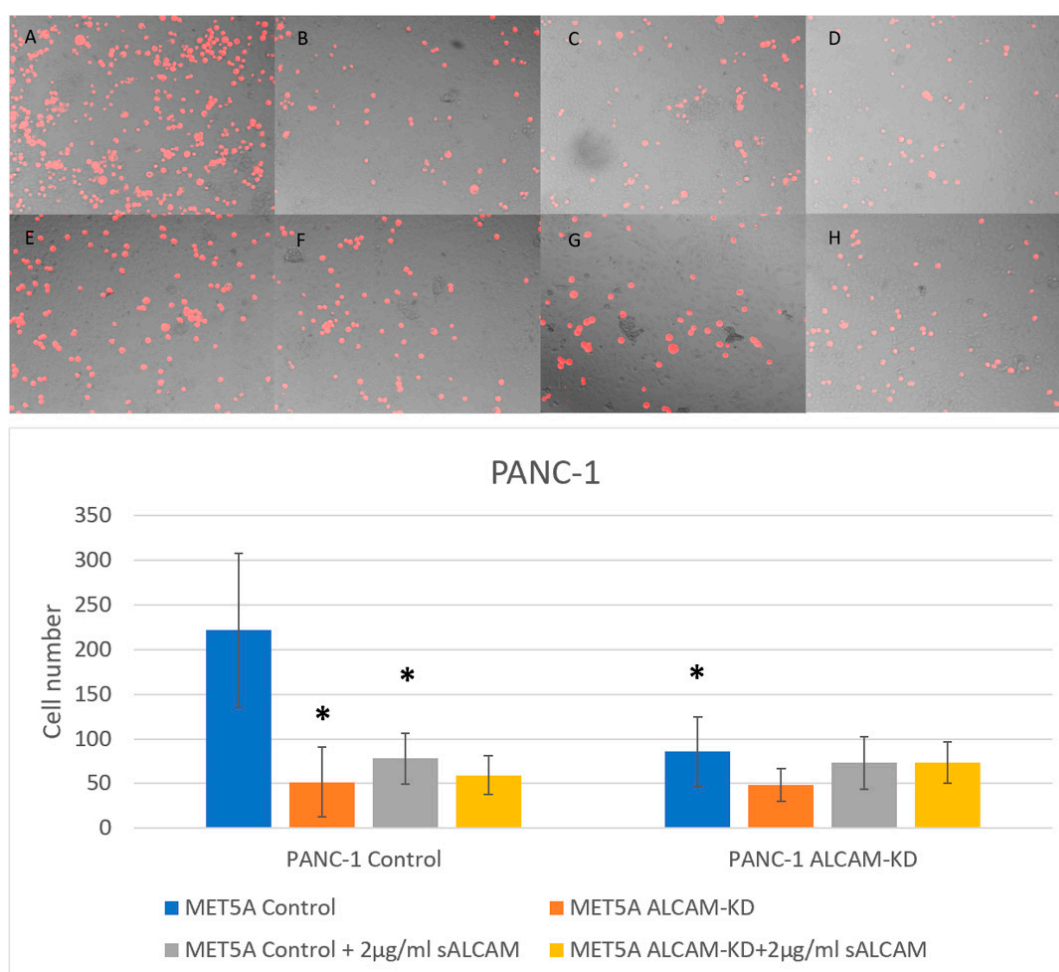 A B C D
E F G H
PANC-1
350
300
250
200
150
100
50
0
Cell number
*
*
*
PANC-1 Control PANC-1 ALCAM-KD
MET5A Control MET5A ALCAM-KD
MET5A Control + 2µg/ml sALCAM MET5A ALCAM-KD+2µg/ml sALCAM